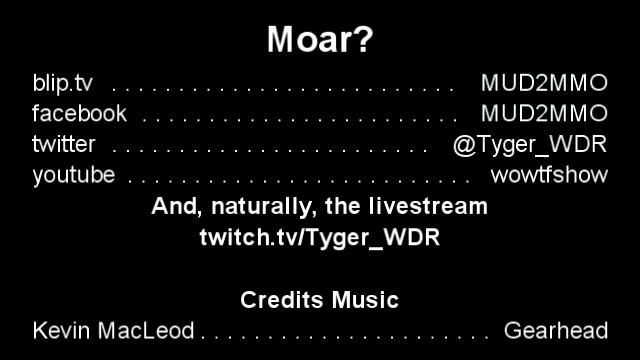 Moar?
blip.tv . . . . . . . . . . . . . . . . . . . . . . . . . . MUD2MMO
facebook . . . . . . . . . . . . . . . . . . . . . . . . MUD2MMO
twitter . . . . . . . . . . . . . . . . . . . . . . . . @Tyger_WDR
youtube . . . . . . . . . . . . . . . . . . . . . . . . . . wowtfshow
And, naturally, the livestream
twitch.tv/Tyger_WDR
Credits Music
Kevin MacLeod . . . . . . . . . . . . . . . . . . . . . . Gearhead